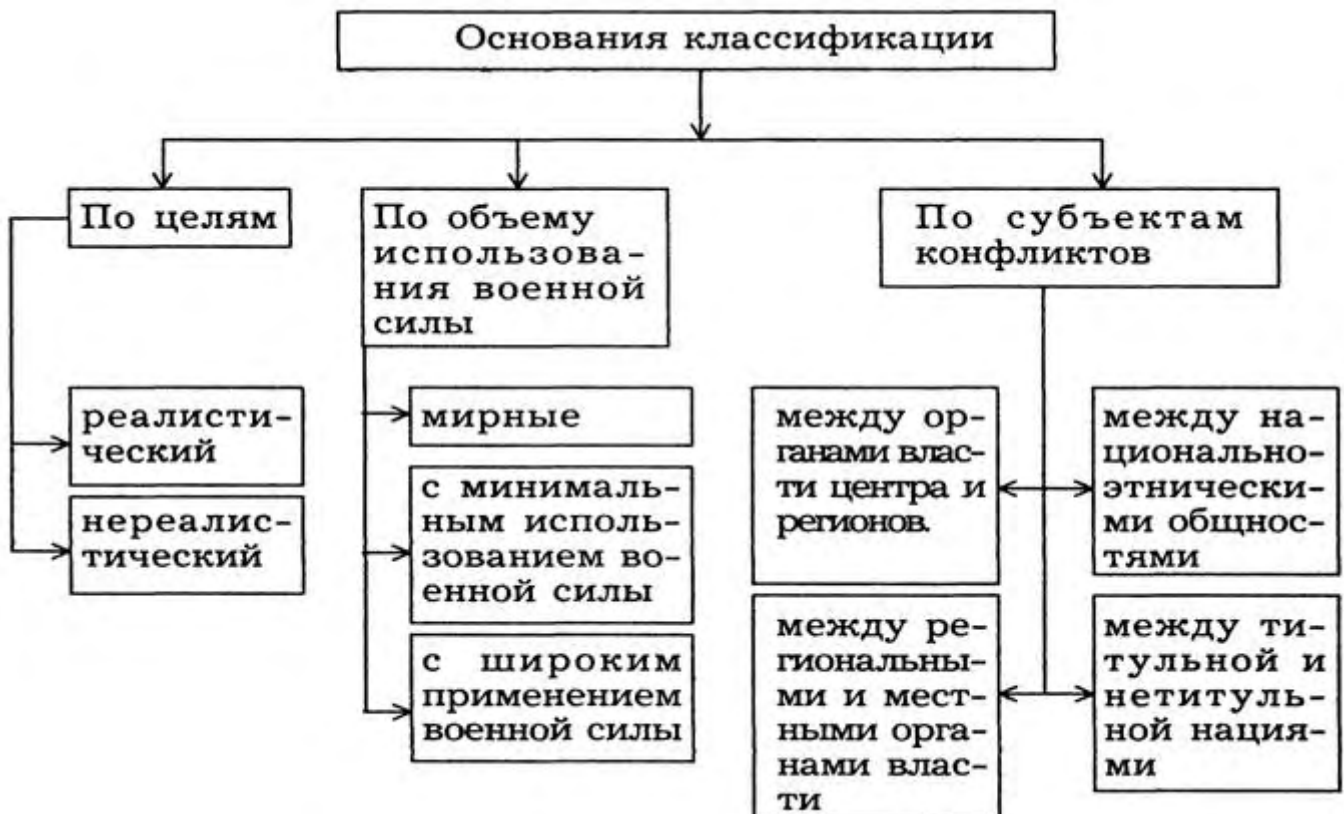 Основания классификации
По целям
По объему
использова-
ния военной
силы
По субъектам
конфликтов
реалисти-
ческий
нереалис-
тический
мирные
с минималь-
ным исполь-
зованием во-
енной силы
с широким
применением
военной силы
между ор-
ганами влас-
ти центра и
регионов.
между на-
ционально-
этнически-
ми общнос-
тями
между ре-
гиональны-
ми и мест-
ными орга-
нами влас-
ти
между ти-
тульной и
нетитуль-
ной нация-
ми